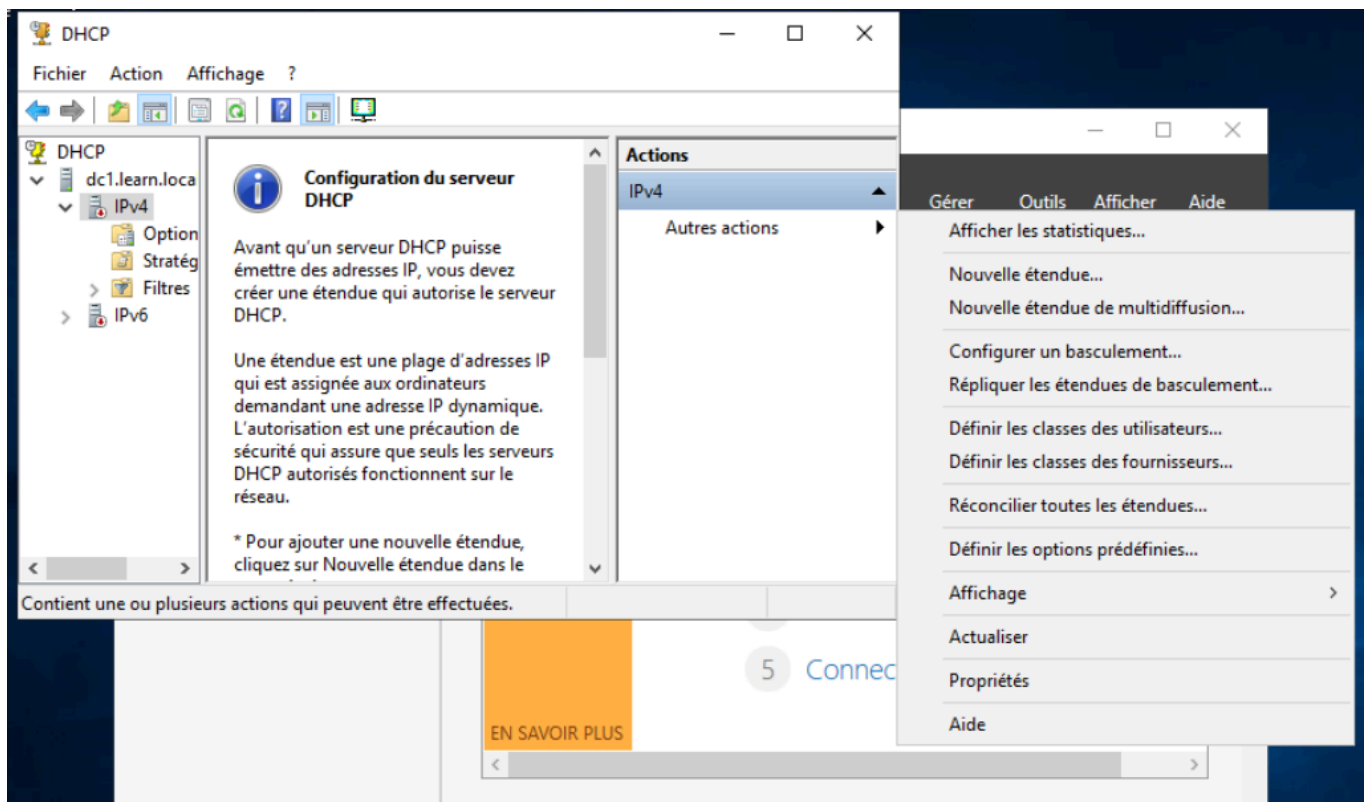 DHCP
Fichier Action Affichage ?
DHCP
dc1.learn.loca
IPv4
Option
Stratég
Filtres
IPv6
Configuration du serveur
DHCP
Avant qu'un serveur DHCP puisse
émettre des adresses IP, vous devez
créer une étendue qui autorise le serveur
DHCP.
Une étendue est une plage d'adresses IP
qui est assignée aux ordinateurs
demandant une adresse IP dynamique.
L'autorisation est une précaution de
sécurité qui assure que seuls les serveurs
DHCP autorisés fonctionnent sur le
réseau.
* Pour ajouter une nouvelle étendue,
cliquez sur Nouvelle étendue dans le
Actions
IPv4
Autres actions
Gérer Outils Afficher Aide
Afficher les statistiques...
Nouvelle étendue...
Nouvelle étendue de multidiffusion...
Configurer un basculement...
Répliquer les étendues de basculement...
Définir les classes des utilisateurs...
Définir les classes des fournisseurs...
Réconcilier toutes les étendues...
Définir les options prédéfinies...
Affichage
Actualiser
Propriétés
Aide
Contient une ou plusieurs actions qui peuvent être effectuées.
5 Connec
EN SAVOIR PLUS